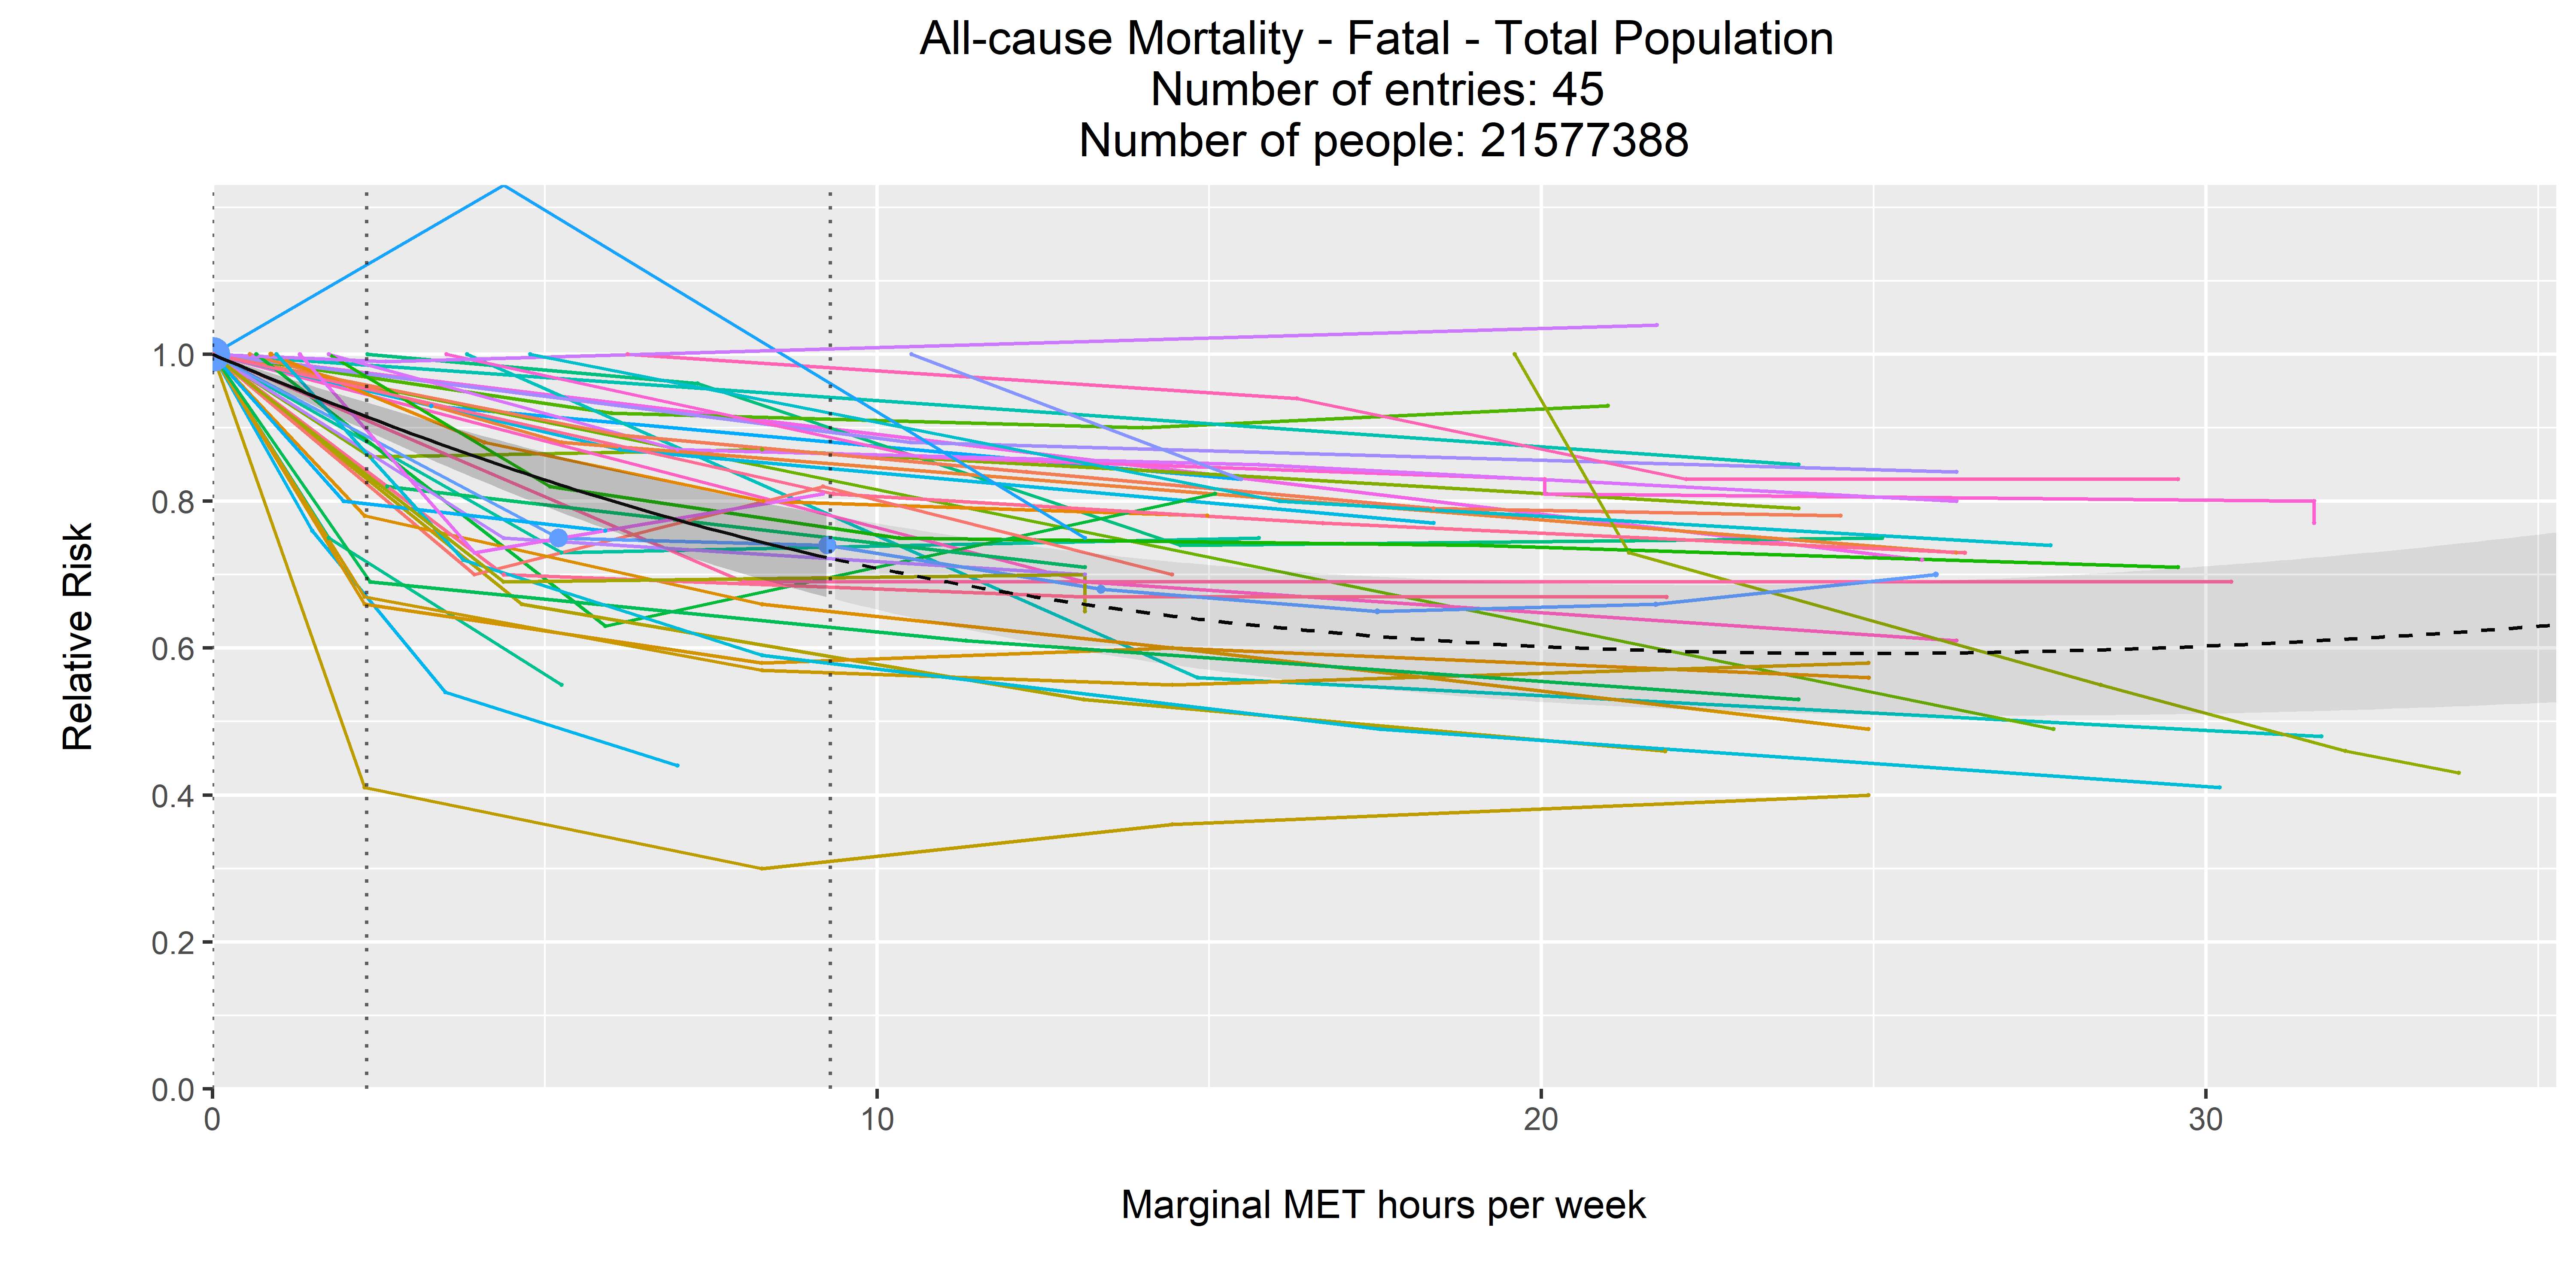 All-cause Mortality - Fatal - Total Population
Number of entries: 45
Number of people: 21577388
Relative Risk
1.0
0.8
0.6
0.4
0.2
0.0
0
10
20
30
Marginal MET hours per week